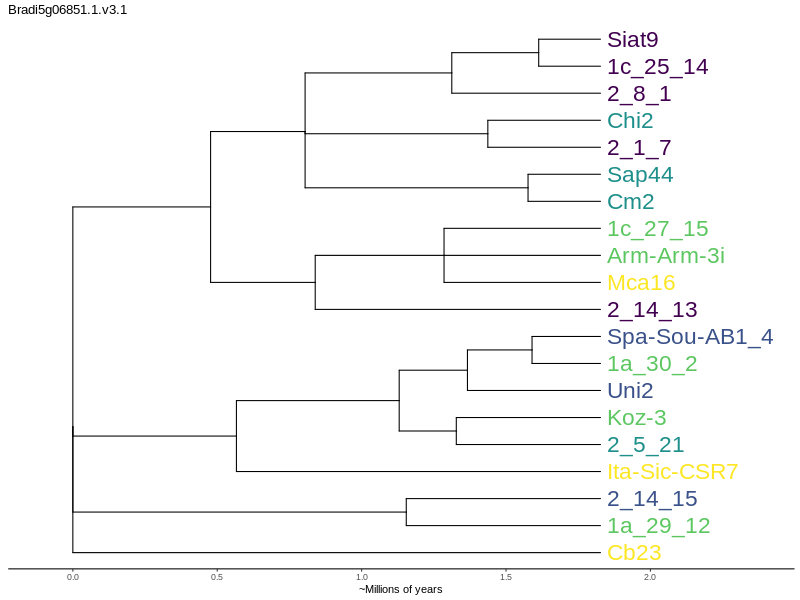 Bradi5g06851.1.v3.1
Siat9
1c_25_14
2_8_1
Chi2
2_1_7
Sap44
Cm2
1c_27_15
Arm-Arm-3i
Mca16
2_14_13
Spa-Sou-AB1_4
1a_30_2
Uni2
Koz-3
2_5_21
Ita-Sic-CSR7
2_14_15
1a_29_12
Cb23
0.0 0.5 1.0 1.5 2.0
~Millions of years